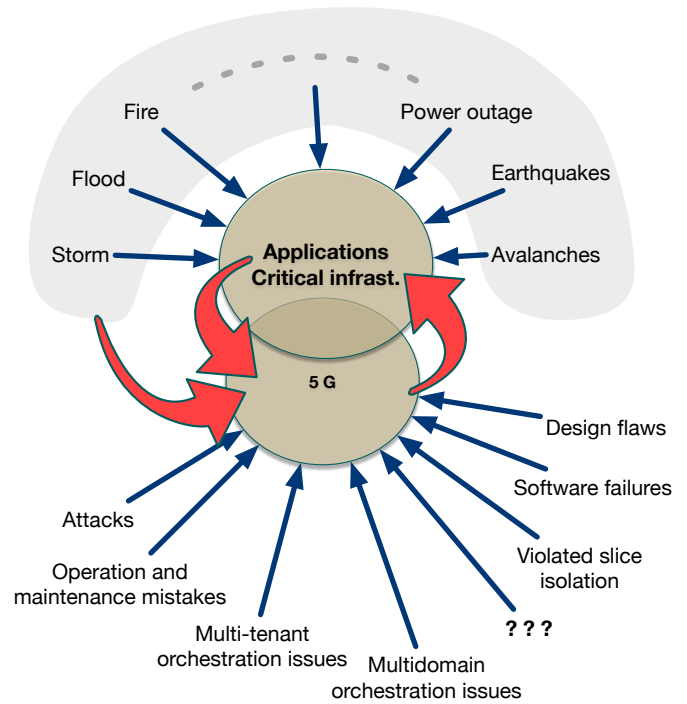 Fire
Power outage
Flood
Earthquakes
Storm
Avalanches
Applications
Critical infrast.
5 G
Design flaws
Software failures
Attacks
Violated slice
isolation
Operation and
maintenance mistakes
? ? ?
Multi-tenant
orchestration issues
Multidomain
orchestration issues